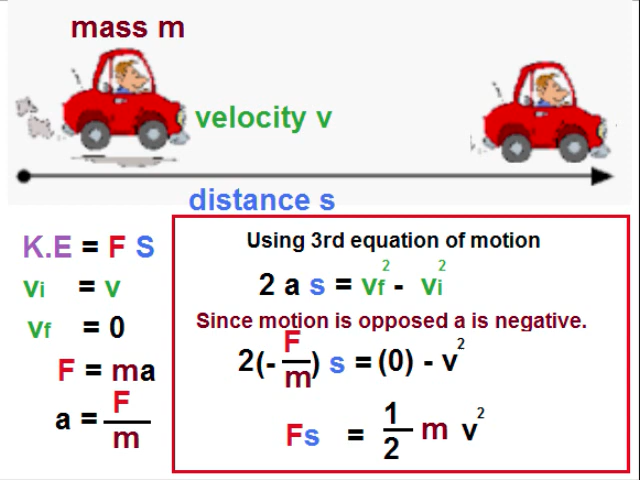 mass m
velocity v
distance s
K.E = F S
vi = v
vf = 0
F = ma
a = F/m
Using 3rd equation of motion
2 a s = vf² - vi²
Since motion is opposed a is negative.
2(- F/m) s = (0) - v²
Fs = 1/2 m v²